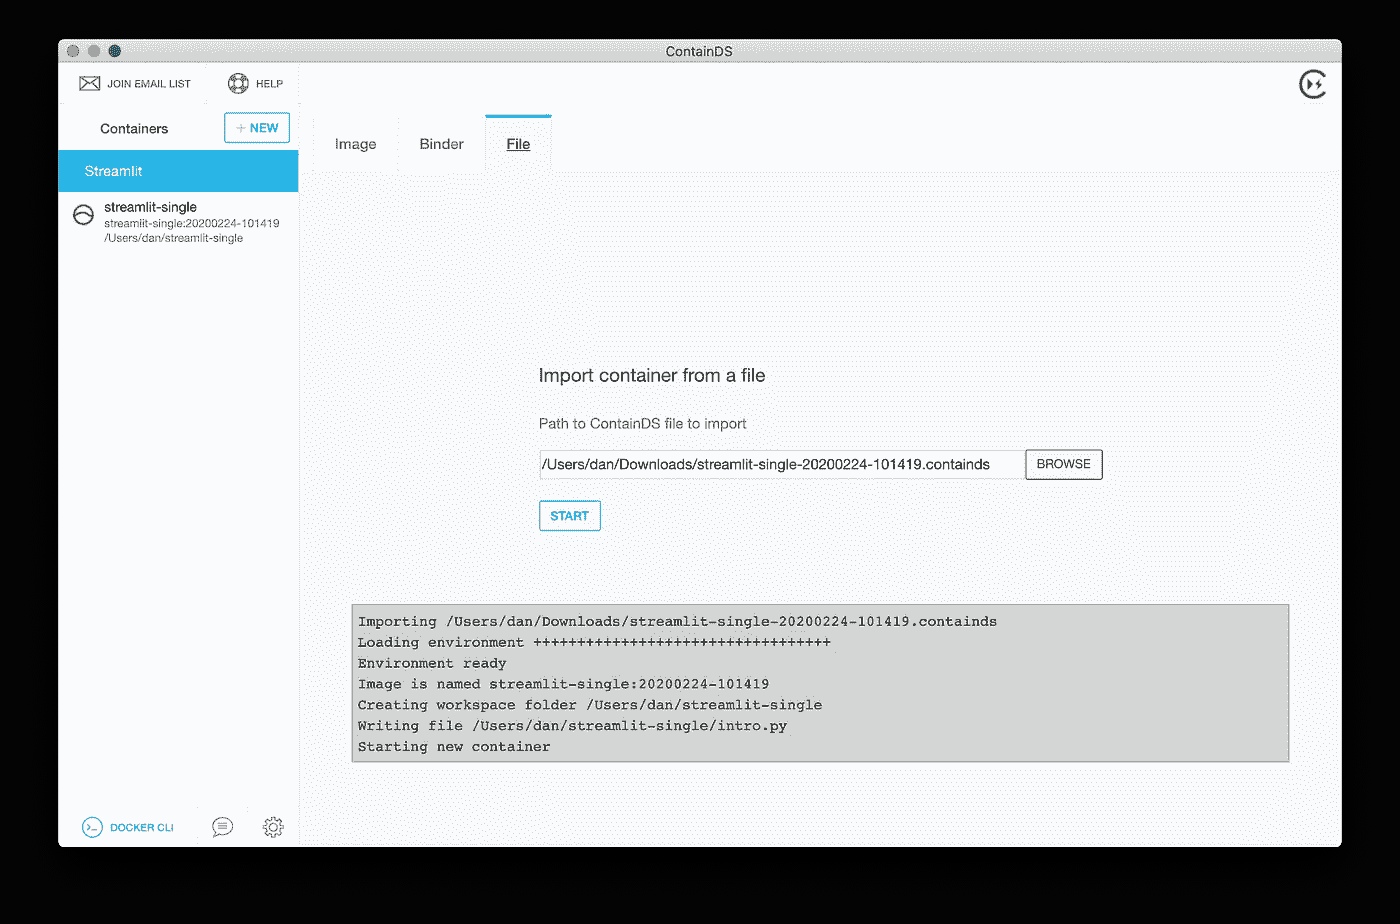 ContainDS
JOIN EMAIL LIST
HELP
Containers
+ NEW
Streamlit
streamlit-single
streamlit-single:20200224-101419
/Users/dan/streamlit-single
Image
Binder
File
Import container from a file
Path to ContainDS file to import
/Users/dan/Downloads/streamlit-single-20200224-101419.containds
BROWSE
START
Importing /Users/dan/Downloads/streamlit-single-20200224-101419.containds
Loading environment ++++++++++++++++++++++++++++++++++
Environment ready
Image is named streamlit-single:20200224-101419
Creating workspace folder /Users/dan/streamlit-single
Writing file /Users/dan/streamlit-single/intro.py
Starting new container
DOCKER CLI